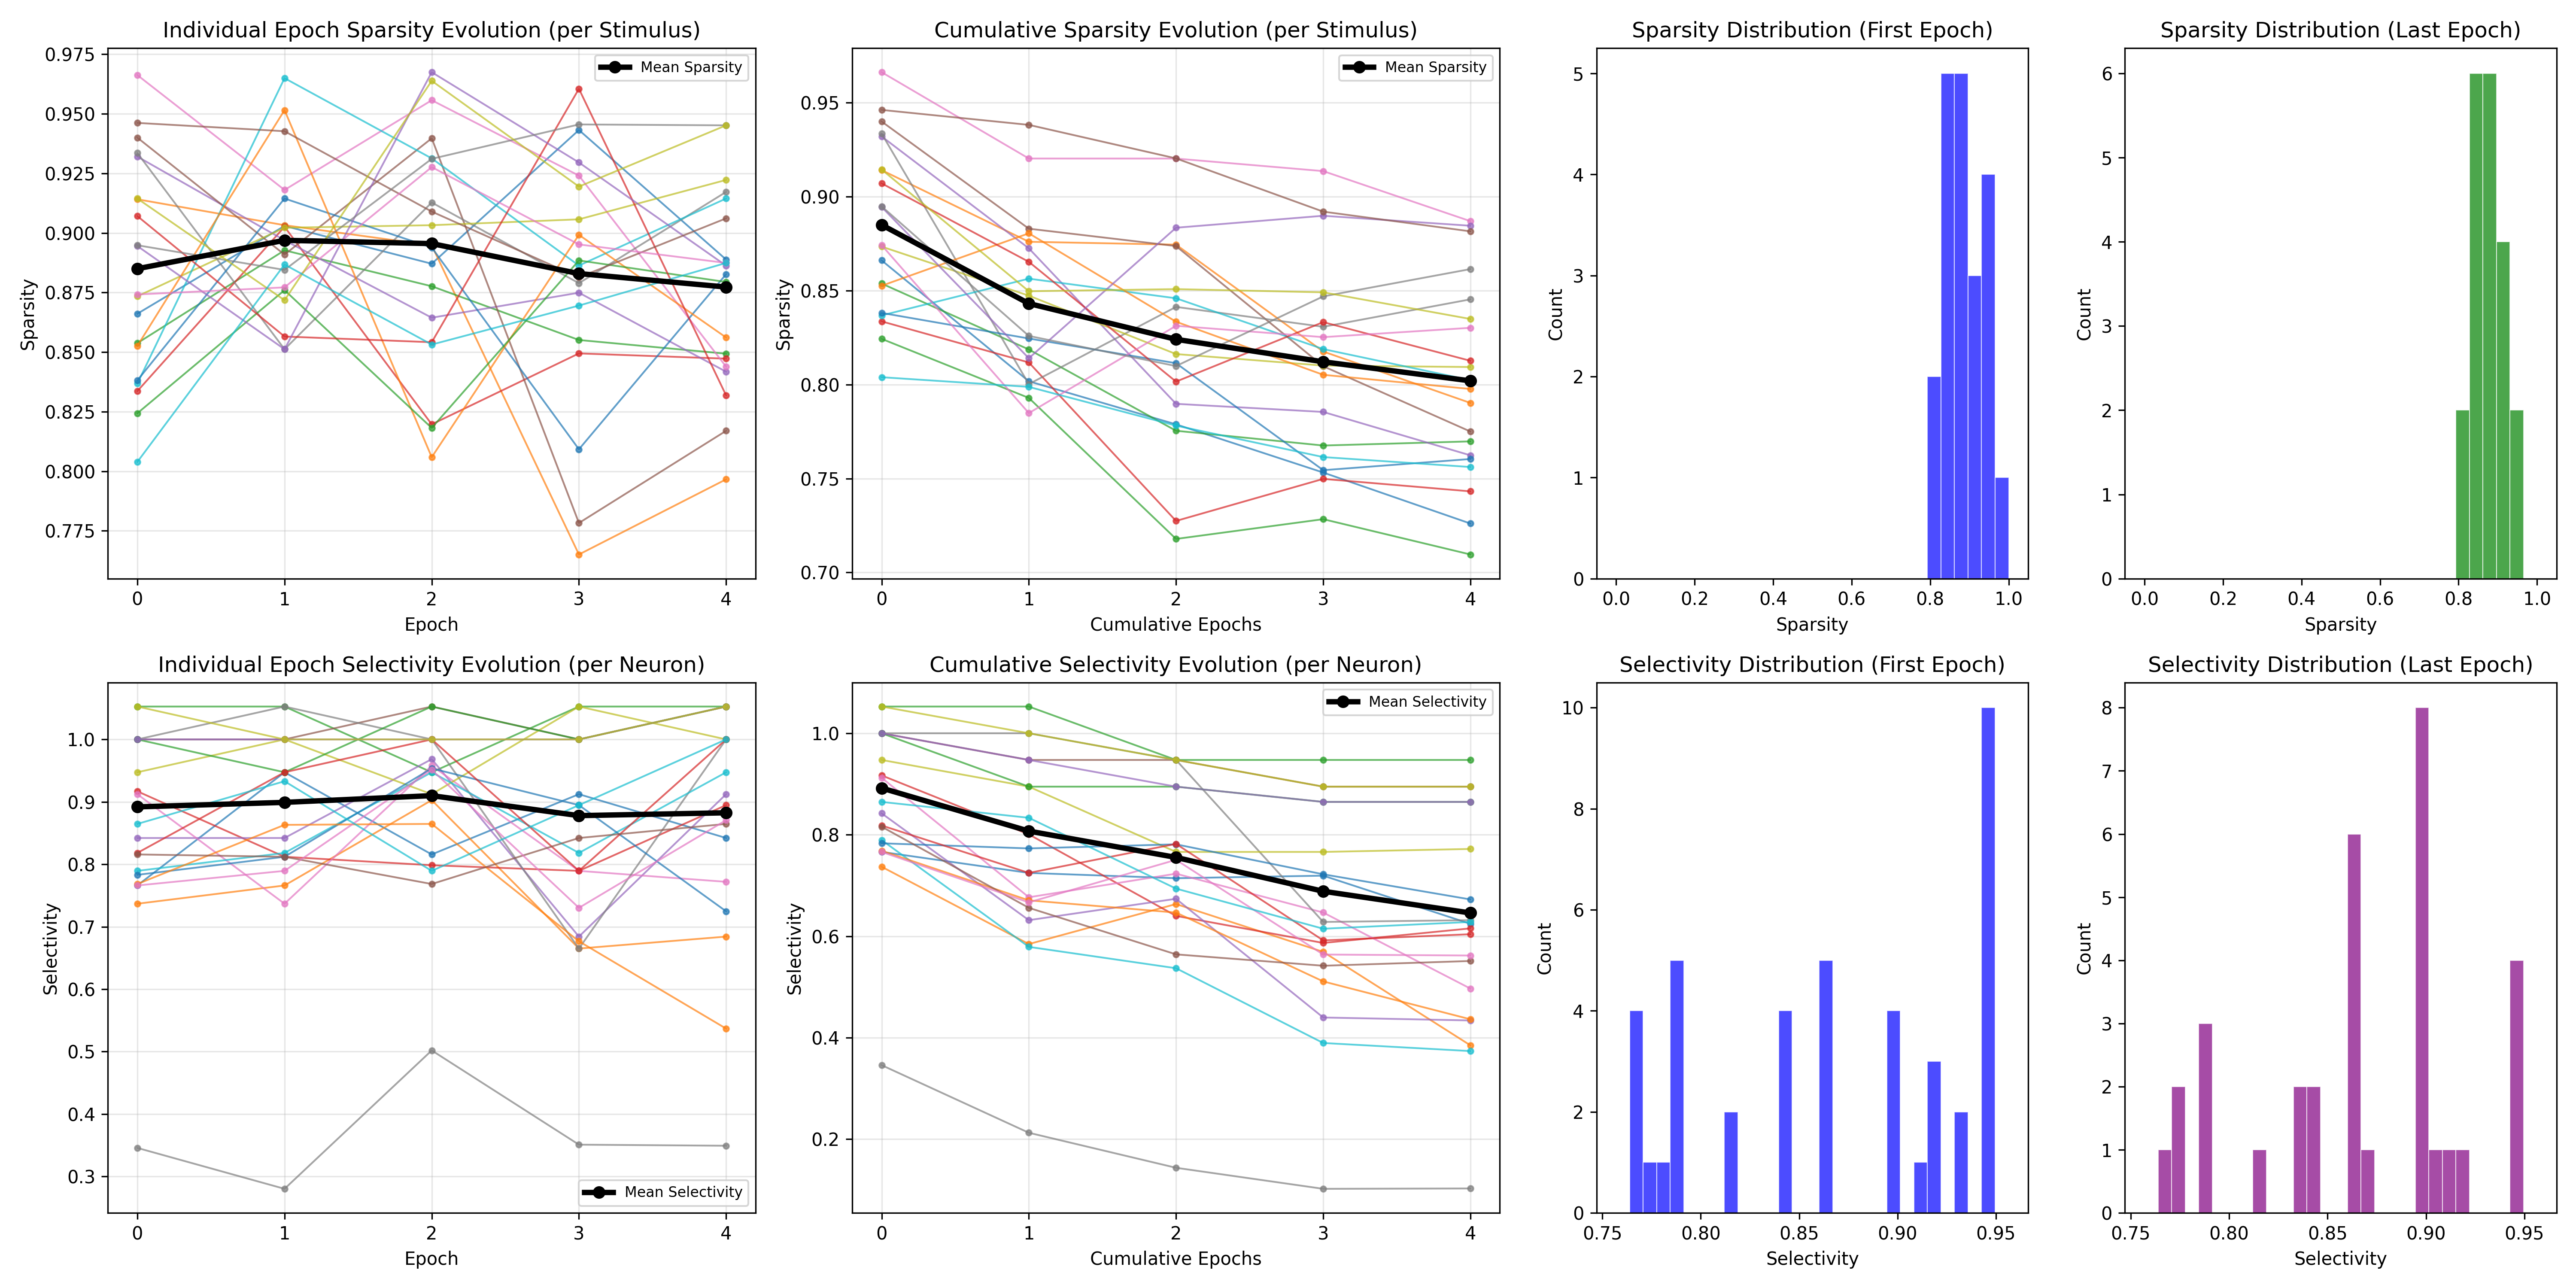 Individual Epoch Sparsity Evolution (per Stimulus)
Mean Sparsity
0.975
0.950
0.925
0.900
0.875
0.850
0.825
0.800
0.775
Sparsity
0 1 2 3 4
Epoch
Cumulative Sparsity Evolution (per Stimulus)
Mean Sparsity
0.95
0.90
0.85
0.80
0.75
0.70
Sparsity
0 1 2 3 4
Cumulative Epochs
Sparsity Distribution (First Epoch)
5
4
3
2
1
0
Count
0.0 0.2 0.4 0.6 0.8 1.0
Sparsity
Sparsity Distribution (Last Epoch)
6
5
4
3
2
1
0
Count
0.0 0.2 0.4 0.6 0.8 1.0
Sparsity
Individual Epoch Selectivity Evolution (per Neuron)
1.0
0.9
0.8
0.7
0.6
0.5
0.4
0.3
Selectivity
Mean Selectivity
0 1 2 3 4
Epoch
Cumulative Selectivity Evolution (per Neuron)
Mean Selectivity
1.0
0.8
0.6
0.4
0.2
Selectivity
0 1 2 3 4
Cumulative Epochs
Selectivity Distribution (First Epoch)
10
8
6
4
2
0
Count
0.75 0.80 0.85 0.90 0.95
Selectivity
Selectivity Distribution (Last Epoch)
8
7
6
5
4
3
2
1
0
Count
0.75 0.80 0.85 0.90 0.95
Selectivity